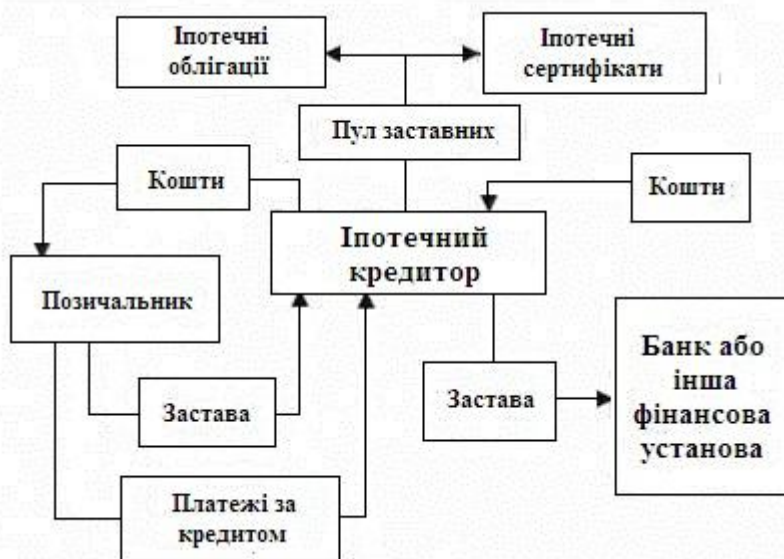 Іпотечні
облігації
Іпотечні
сертифікати
Пул заставних
Кошти
Кошти
Іпотечний
кредитор
Позичальник
Застава
Застава
Банк або
інша
фінансова
установа
Платежі за
кредитом